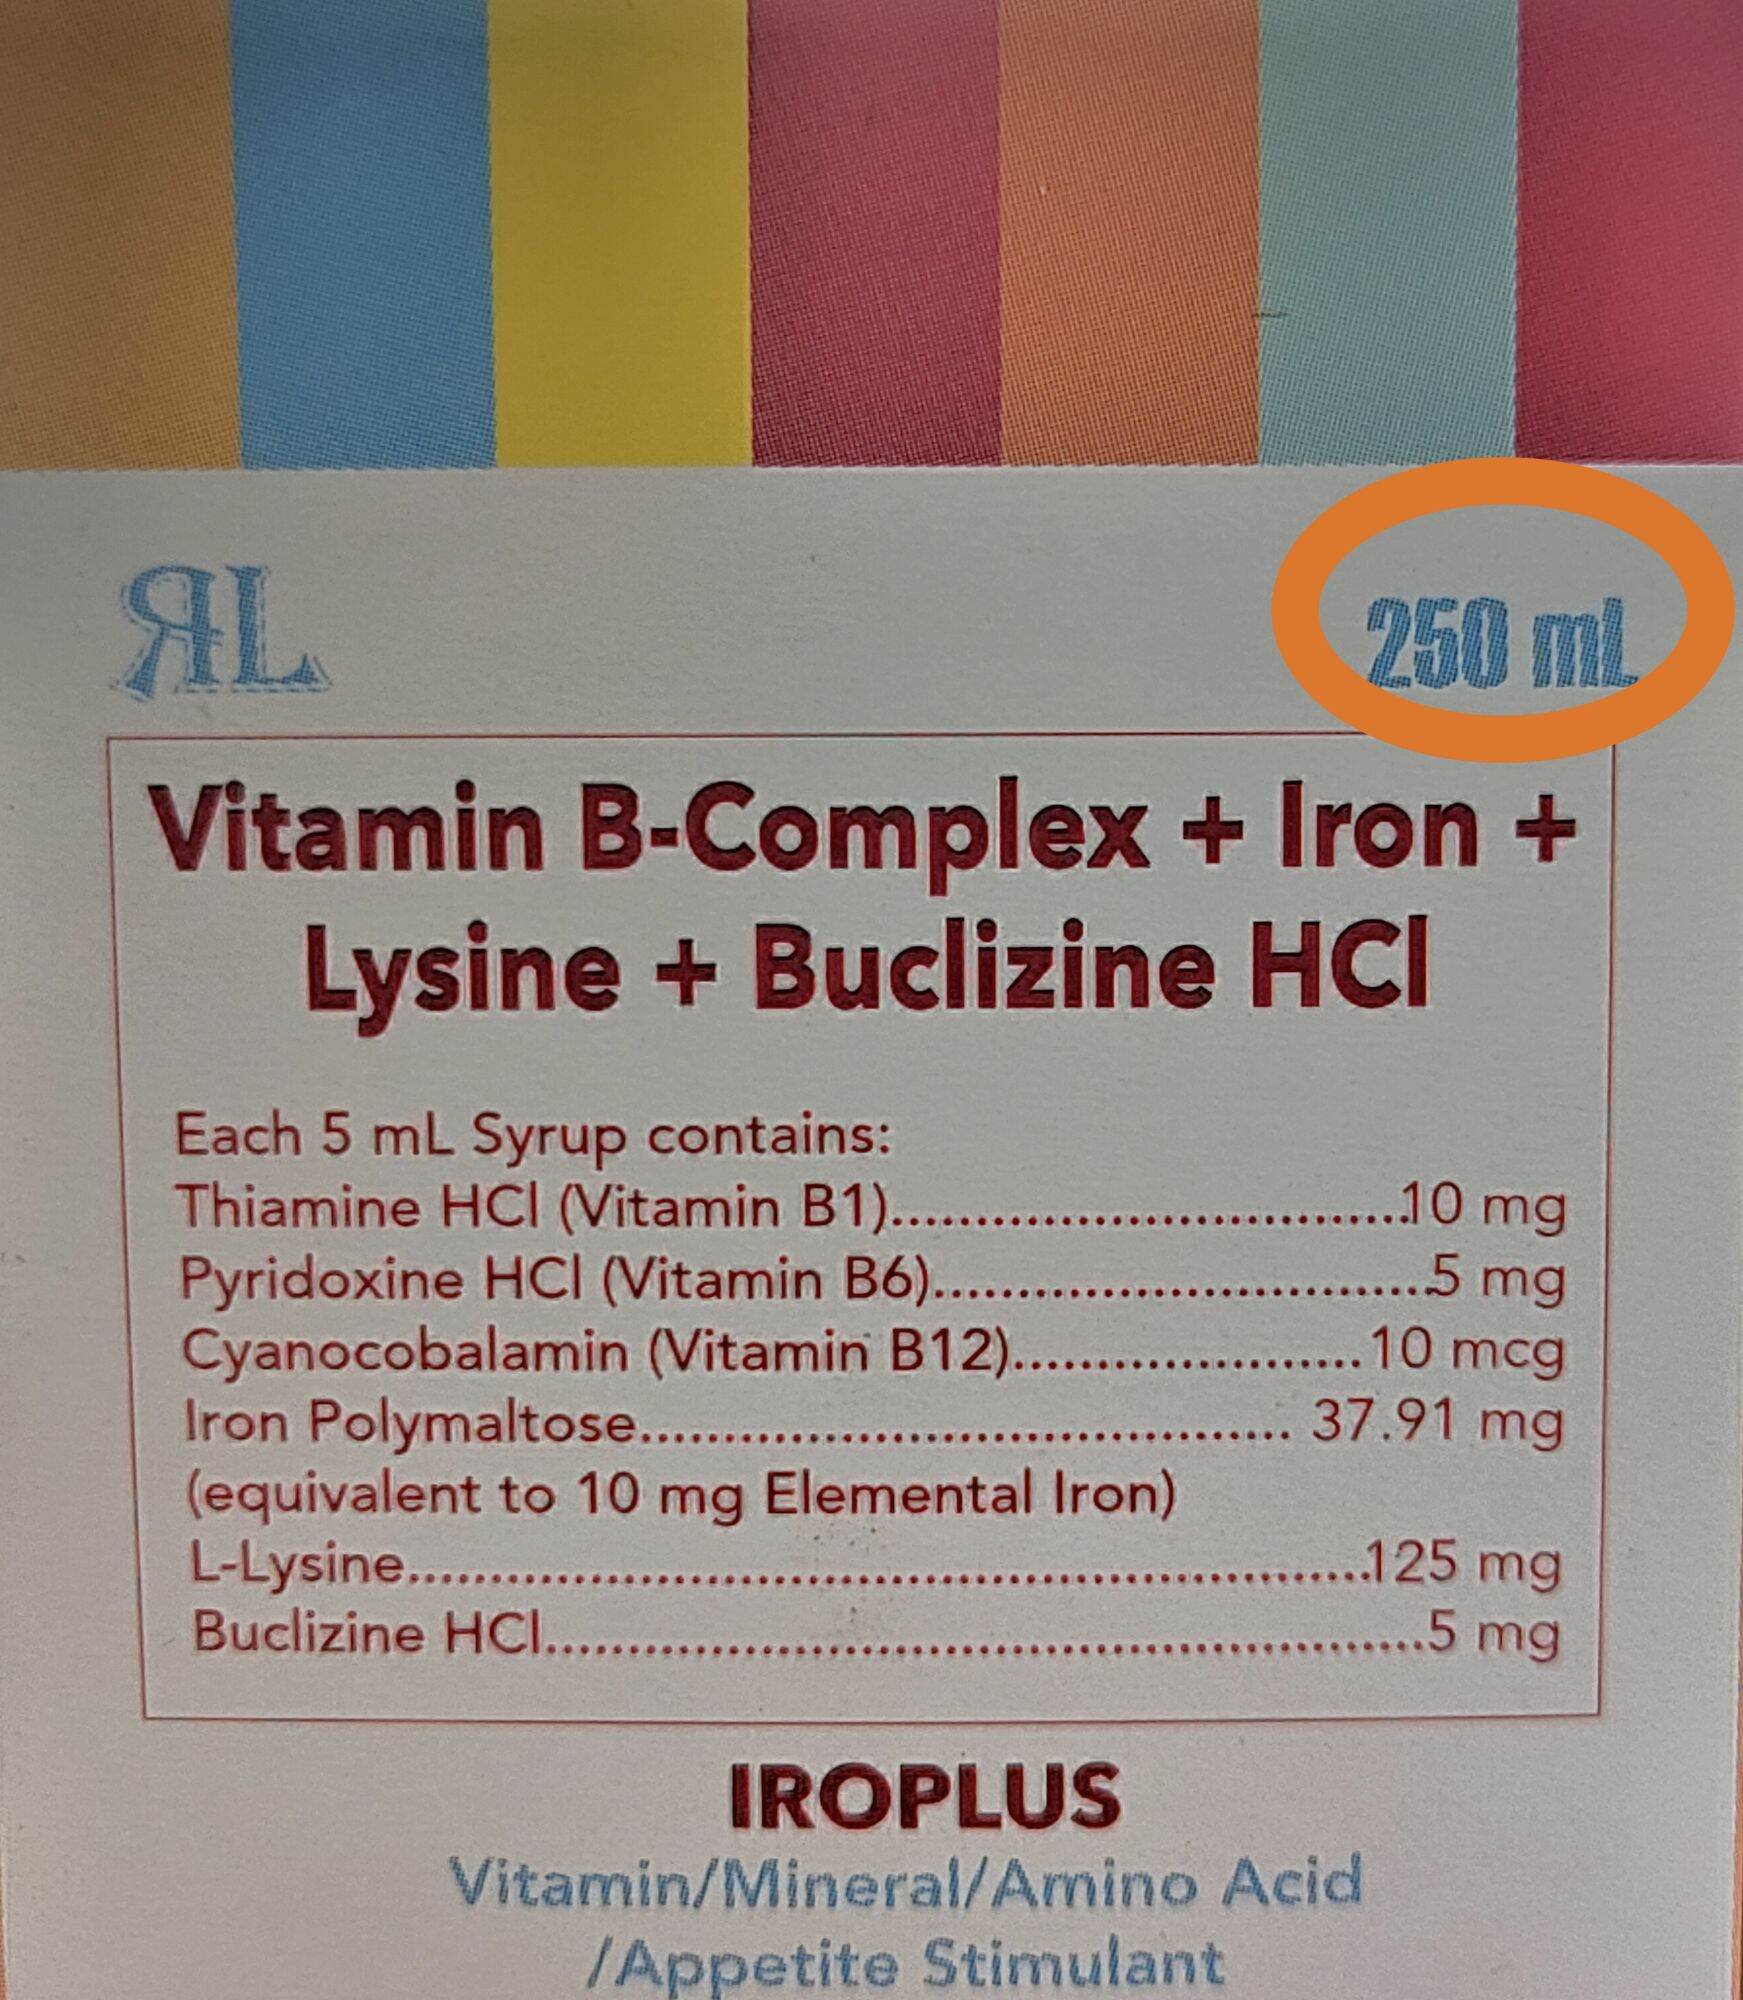 RL
250 mL
Vitamin B-Complex + Iron +
Lysine + Buclizine HCl
Each 5 mL Syrup contains:
Thiamine HCl (Vitamin B1)..................................10 mg
Pyridoxine HCl (Vitamin B6)...............................5 mg
Cyanocobalamin (Vitamin B12).....................10 mcg
Iron Polymaltose........................................ 37.91 mg
(equivalent to 10 mg Elemental Iron)
L-Lysine...........................................................125 mg
Buclizine HCl.....................................................5 mg
IROPLUS
Vitamin/Mineral/Amino Acid
/Appetite Stimulant